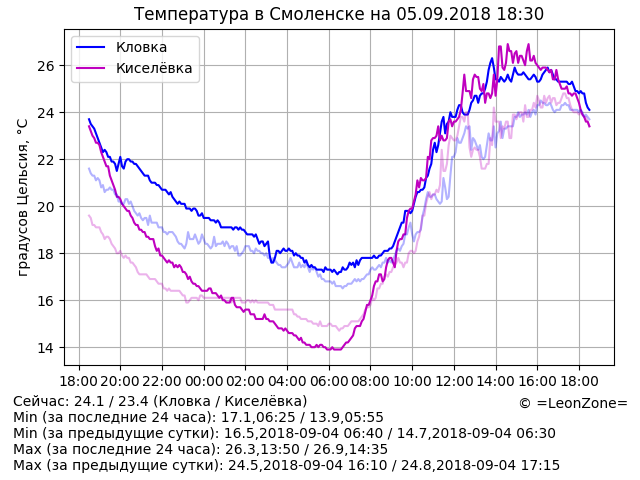 Температура в Смоленске на 05.09.2018 18:30
Кловка
Киселёвка
градусов Цельсия, °C
26
24
22
20
18
16
14
18:00 20:00 22:00 00:00 02:00 04:00 06:00 08:00 10:00 12:00 14:00 16:00 18:00
Сейчас: 24.1 / 23.4 (Кловка / Киселёвка)
© =LeonZone=
Min (за последние 24 часа): 17.1,06:25 / 13.9,05:55
Min (за предыдущие сутки): 16.5,2018-09-04 06:40 / 14.7,2018-09-04 06:30
Max (за последние 24 часа): 26.3,13:50 / 26.9,14:35
Max (за предыдущие сутки): 24.5,2018-09-04 16:10 / 24.8,2018-09-04 17:15